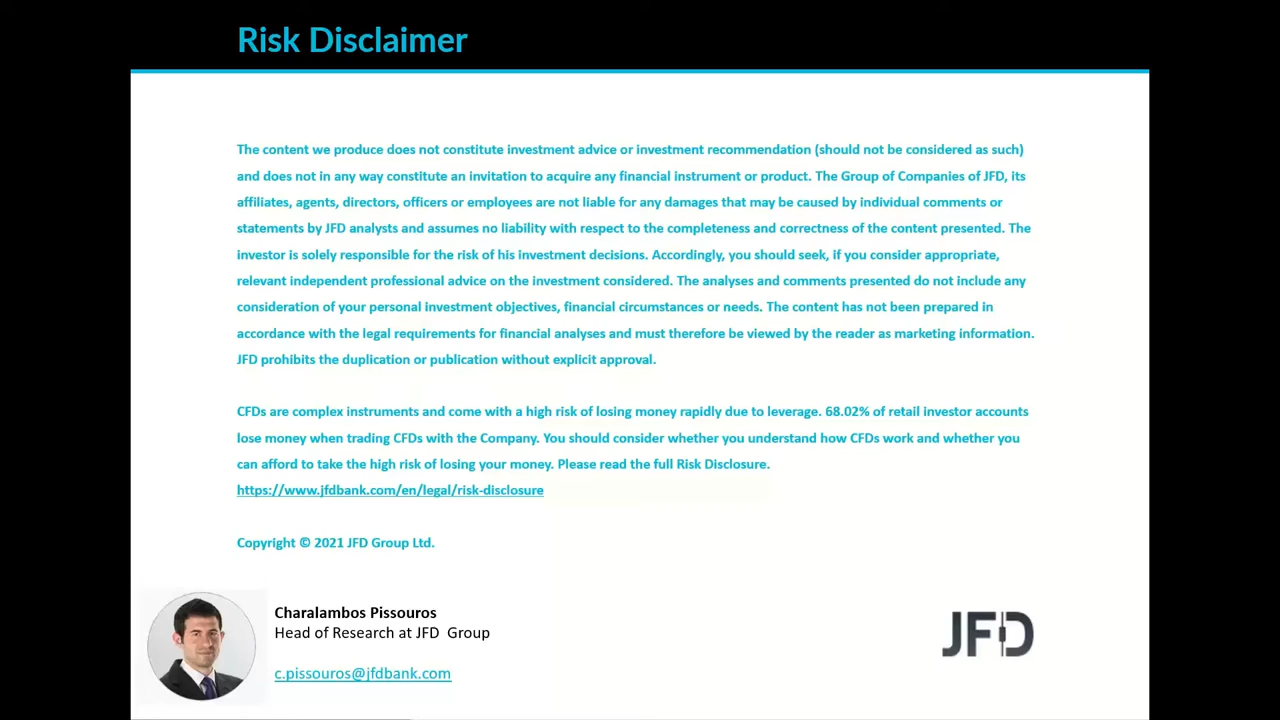 Risk Disclaimer
The content we produce does not constitute investment advice or investment recommendation (should not be considered as such)
and does not in any way constitute an invitation to acquire any financial instrument or product. The Group of Companies of JFD, its
affiliates, agents, directors, officers or employees are not liable for any damages that may be caused by individual comments or
statements by JFD analysts and assumes no liability with respect to the completeness and correctness of the content presented. The
investor is solely responsible for the risk of his investment decisions. Accordingly, you should seek, if you consider appropriate,
relevant independent professional advice on the investment considered. The analyses and comments presented do not include any
consideration of your personal investment objectives, financial circumstances or needs. The content has not been prepared in
accordance with the legal requirements for financial analyses and must therefore be viewed by the reader as marketing information.
JFD prohibits the duplication or publication without explicit approval.
CFDs are complex instruments and come with a high risk of losing money rapidly due to leverage. 68.02% of retail investor accounts
lose money when trading CFDs with the Company. You should consider whether you understand how CFDs work and whether you
can afford to take the high risk of losing your money. Please read the full Risk Disclosure.
https://www.jfdbank.com/en/legal/risk-disclosure
Copyright © 2021 JFD Group Ltd.
Charalambos Pissouros
Head of Research at JFD  Group
c.pissouros@jfdbank.com
JFD